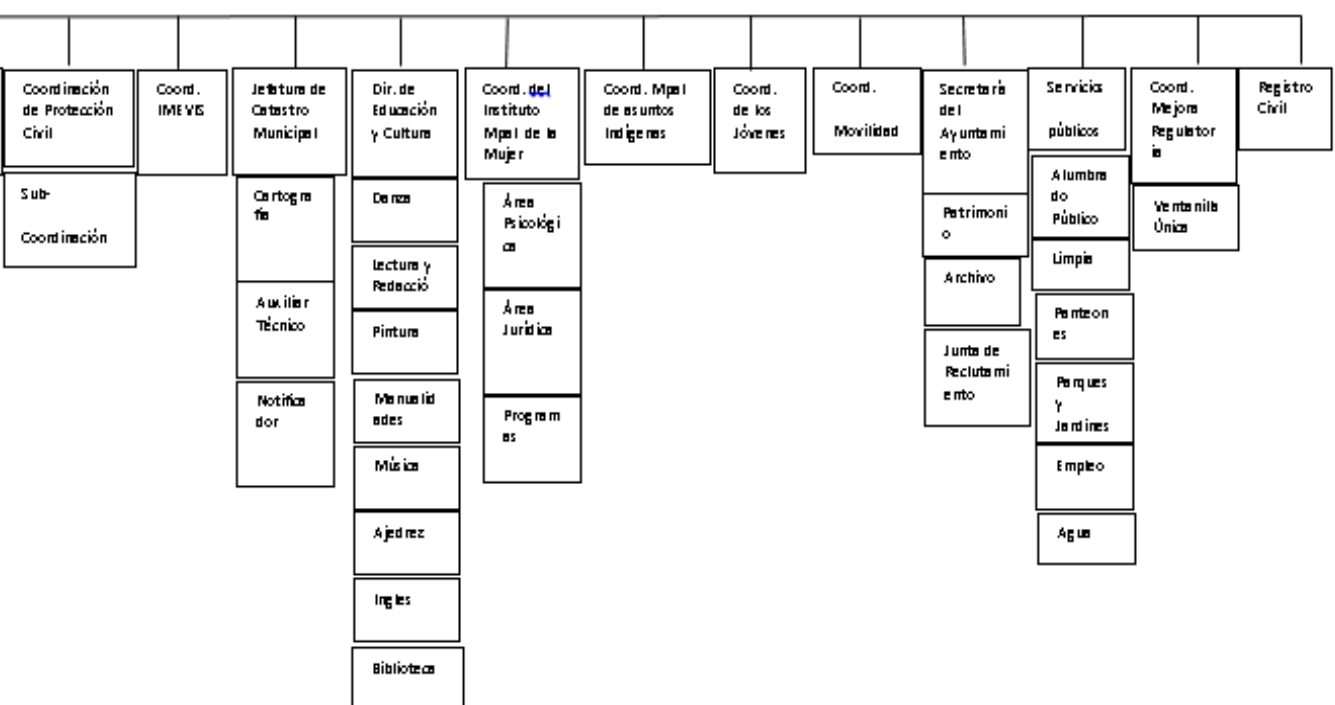 Coordinación
de Protección
Civil
Sub-
Coordinación
Coord.
IMEVIS
Jefatura de
Catastro
Municipal
Cartogra
fía
Auxiliar
Técnico
Notifica
dor
Dir. de
Educación
y Cultura
Danza
Lectura y
Redacció
Pintura
Manualid
ades
Música
Ajedrez
Ingles
Biblioteca
Coord. del
Instituto
Mpal de la
Mujer
Área
Psicológi
ca
Área
Jurídica
Program
as
Coord. Mpal
de asuntos
Indígenas
Coord.
de los
Jóvenes
Coord.
Movilidad
Secretarí
del
Ayuntami
ento
Patrimoni
o
Archivo
Junta de
Reclutami
ento
Servicios
públicos
Alumbra
do
Público
Limpia
Panteon
es
Parques
y
Jardines
Empleo
Agua
Coord.
Mejora
Regulator
ia
Ventanilla
Única
Registro
Civil